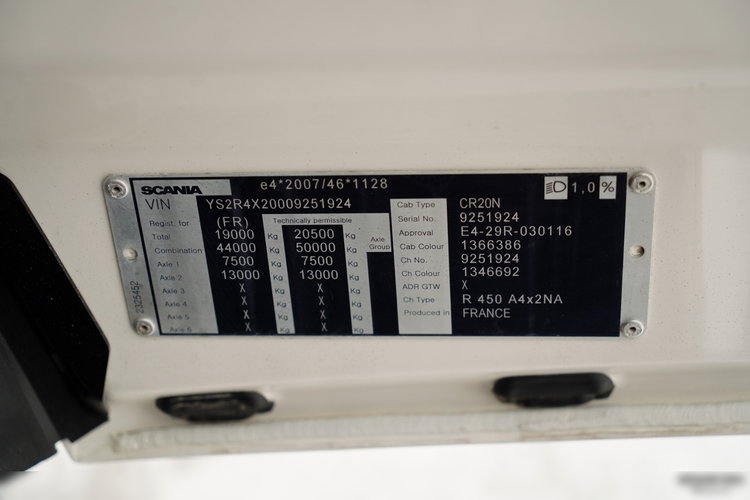 SCANIA e4*2007/46*1128 1,0 %
VIN YS2R4X20009251924
Regist. for (FR) Technically permissible
Total 19000 Kg 20500 Kg
Combination 44000 Kg 50000 Kg Axle Group
Axle 1 7500 Kg 7500 Kg
Axle 2 13000 Kg 13000 Kg
Axle 3 X Kg X Kg
Axle 4 X Kg X Kg
Axle 5 X Kg X Kg
Axle 6 X Kg X Kg
Cab Type CR20N
Serial No. 9251924
Approval E4-29R-030116
Cab Colour 1366386
Ch No. 9251924
Ch Colour 1346692
ADR GTW X
Ch Type R 450 A4x2NA
Produced in FRANCE
2325452